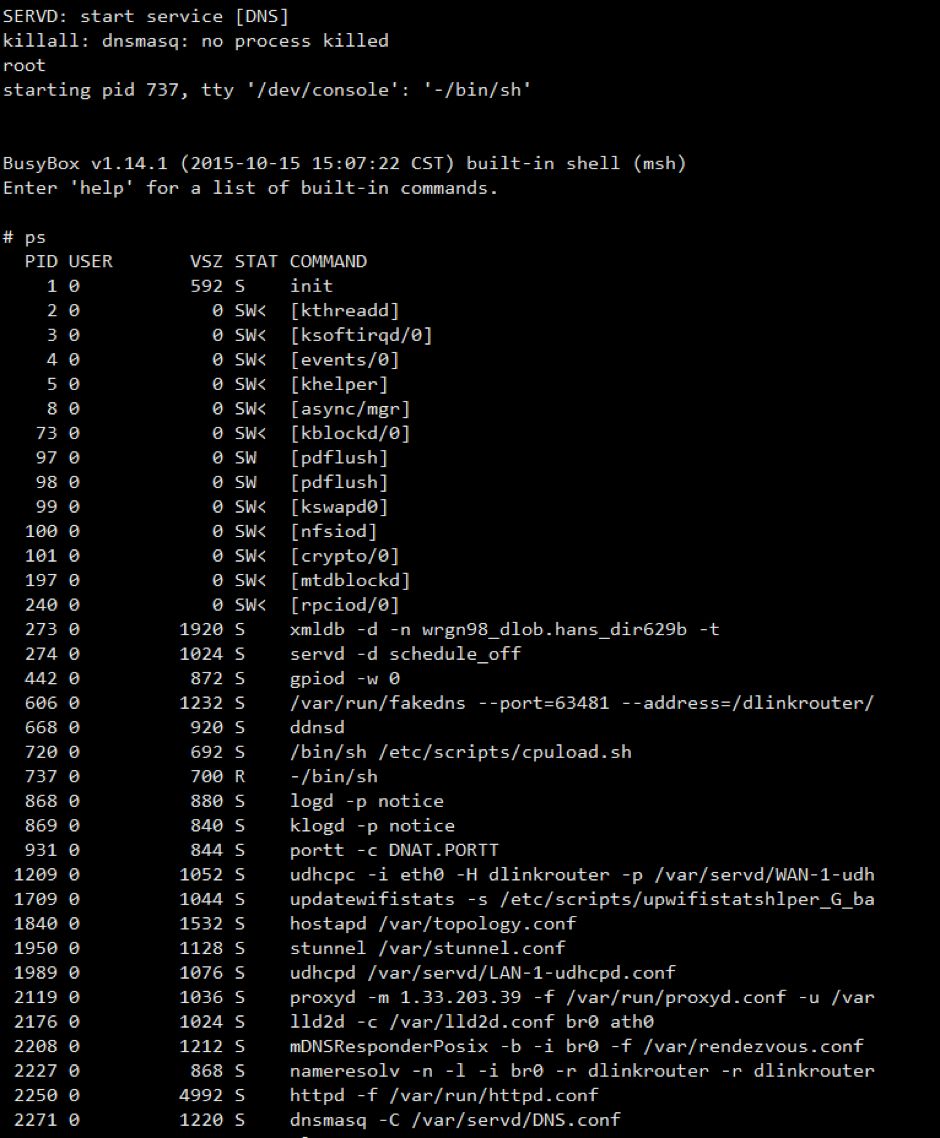 SERVD: start service [DNS]
killall: dnsmasq: no process killed
root
starting pid 737, tty '/dev/console': '-/bin/sh'
BusyBox v1.14.1 (2015-10-15 15:07:22 CST) built-in shell (msh)
Enter 'help' for a list of built-in commands.
# ps
PID USER VSZ STAT COMMAND
1 0 592 S init
2 0 0 SW< [kthreadd]
3 0 0 SW< [ksoftirqd/0]
4 0 0 SW< [events/0]
5 0 0 SW< [khelper]
8 0 0 SW< [async/mgr]
73 0 0 SW< [kblockd/0]
97 0 0 SW [pdflush]
98 0 0 SW [pdflush]
99 0 0 SW< [kswapd0]
100 0 0 SW< [nfsiod]
101 0 0 SW< [crypto/0]
197 0 0 SW< [mtdblockd]
240 0 0 SW< [rpciod/0]
273 0 1920 S xmldb -d -n wrgn98_dlob.hans_dir629b -t
274 0 1024 S servd -d schedule_off
442 0 872 S gpiod -w 0
606 0 1232 S /var/run/fakedns --port=63481 --address=/dlinkrouter/
668 0 920 S ddnsd
720 0 692 S /bin/sh /etc/scripts/cpuload.sh
737 0 700 R -/bin/sh
868 0 880 S logd -p notice
869 0 840 S klogd -p notice
931 0 844 S portt -c DNAT.PORTT
1209 0 1052 S udhcpc -i eth0 -H dlinkrouter -p /var/servd/WAN-1-udh
1709 0 1044 S updatewifistats -s /etc/scripts/upwifistatshlper_G_ba
1840 0 1532 S hostapd /var/topology.conf
1950 0 1128 S stunnel /var/stunnel.conf
1989 0 1076 S udhcpd /var/servd/LAN-1-udhcpd.conf
2119 0 1036 S proxyd -m 1.33.203.39 -f /var/run/proxyd.conf -u /var
2176 0 1024 S lld2d -c /var/lld2d.conf br0 ath0
2208 0 1212 S mDNSResponderPosix -b -i br0 -f /var/rendezvous.conf
2227 0 868 S nameresolv -n -l -i br0 -r dlinkrouter -r dlinkrouter
2250 0 4992 S httpd -f /var/run/httpd.conf
2271 0 1220 S dnsmasq -C /var/servd/DNS.conf